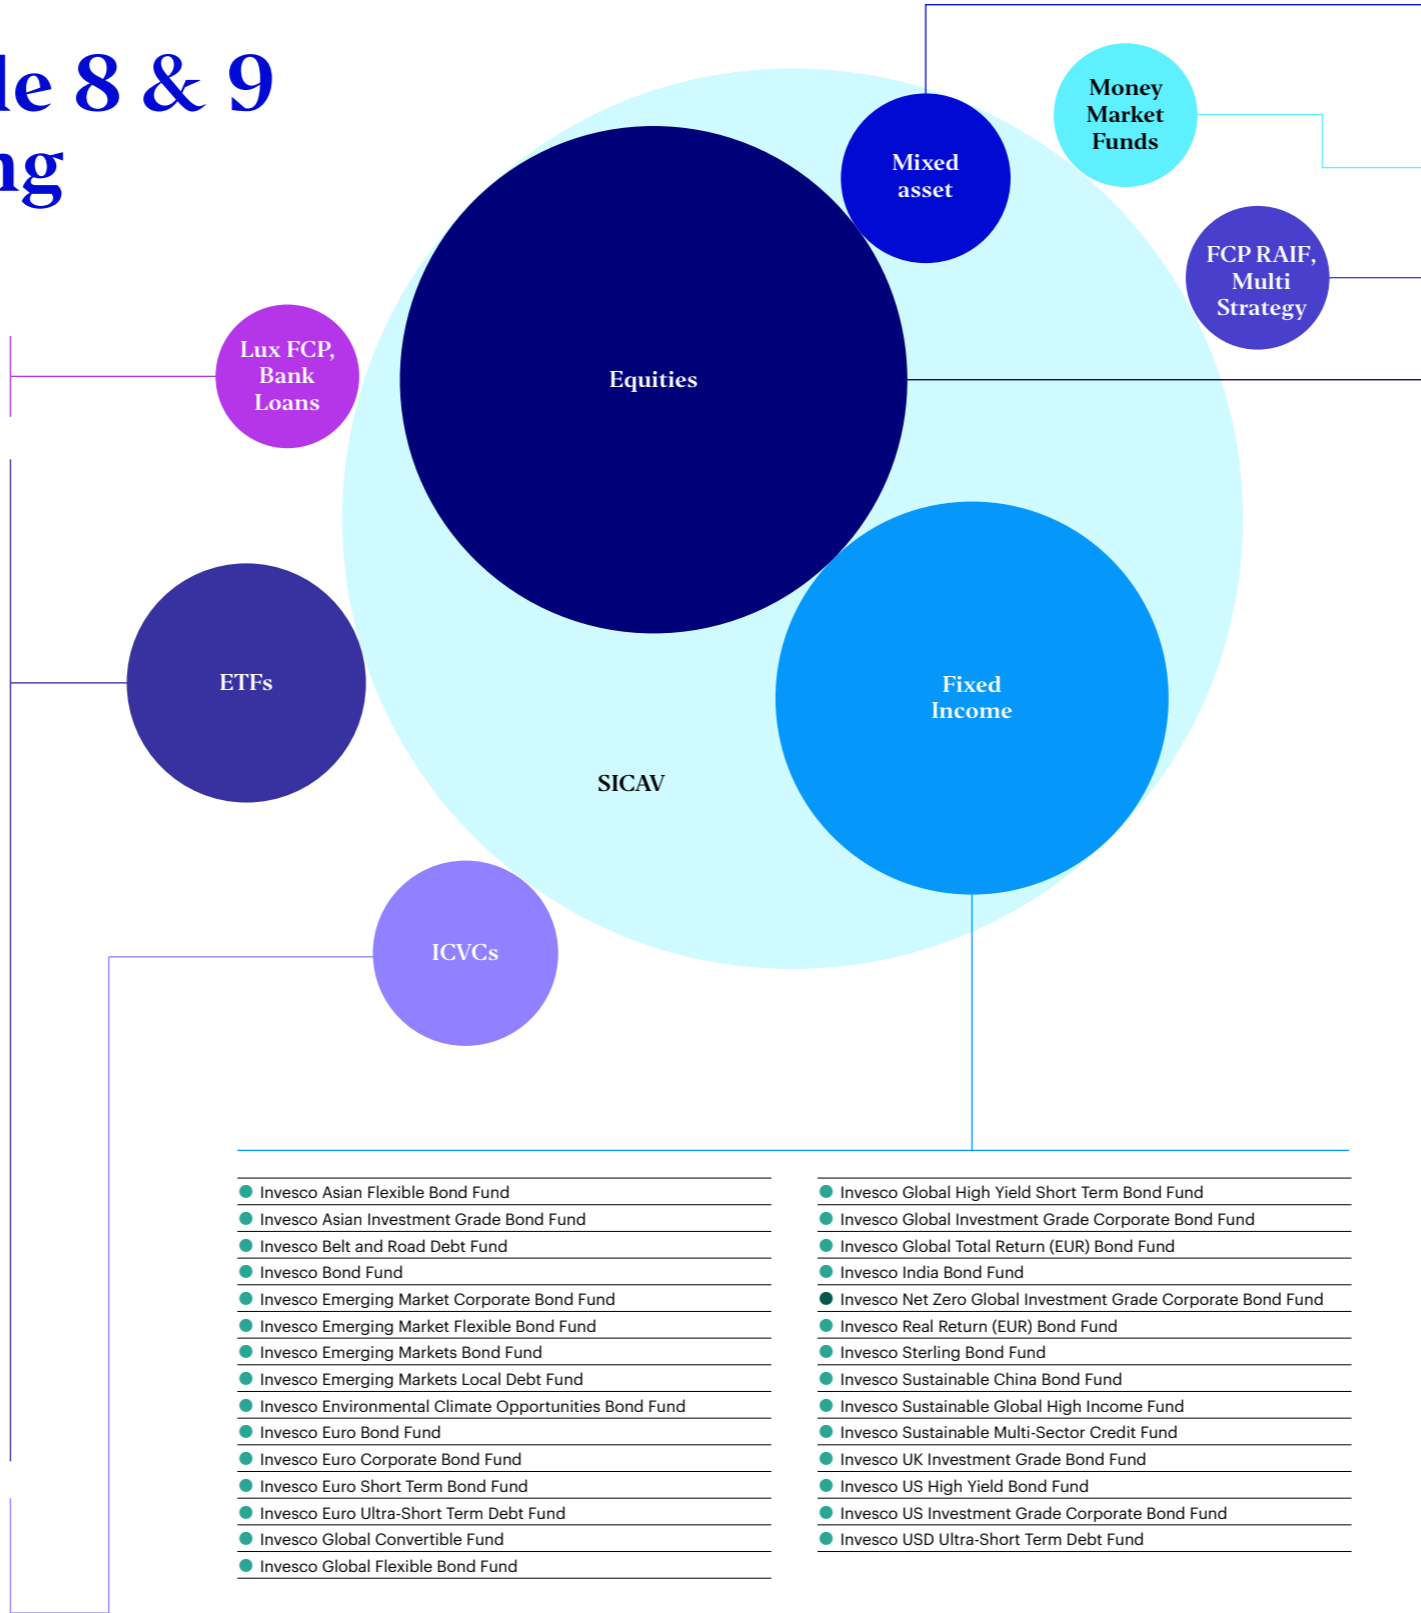 le 8 & 9
ng
Money
Market
Funds
Mixed
asset
FCP RAIF,
Multi
Strategy
Lux FCP,
Bank
Loans
Equities
ETFs
Fixed
Income
SICAV
ICVCs
Invesco Asian Flexible Bond Fund
Invesco Asian Investment Grade Bond Fund
Invesco Belt and Road Debt Fund
Invesco Bond Fund
Invesco Emerging Market Corporate Bond Fund
Invesco Emerging Market Flexible Bond Fund
Invesco Emerging Markets Bond Fund
Invesco Emerging Markets Local Debt Fund
Invesco Environmental Climate Opportunities Bond Fund
Invesco Euro Bond Fund
Invesco Euro Corporate Bond Fund
Invesco Euro Short Term Bond Fund
Invesco Euro Ultra-Short Term Debt Fund
Invesco Global Convertible Fund
Invesco Global Flexible Bond Fund
Invesco Global High Yield Short Term Bond Fund
Invesco Global Investment Grade Corporate Bond Fund
Invesco Global Total Return (EUR) Bond Fund
Invesco India Bond Fund
Invesco Net Zero Global Investment Grade Corporate Bond Fund
Invesco Real Return (EUR) Bond Fund
Invesco Sterling Bond Fund
Invesco Sustainable China Bond Fund
Invesco Sustainable Global High Income Fund
Invesco Sustainable Multi-Sector Credit Fund
Invesco UK Investment Grade Bond Fund
Invesco US High Yield Bond Fund
Invesco US Investment Grade Corporate Bond Fund
Invesco USD Ultra-Short Term Debt Fund